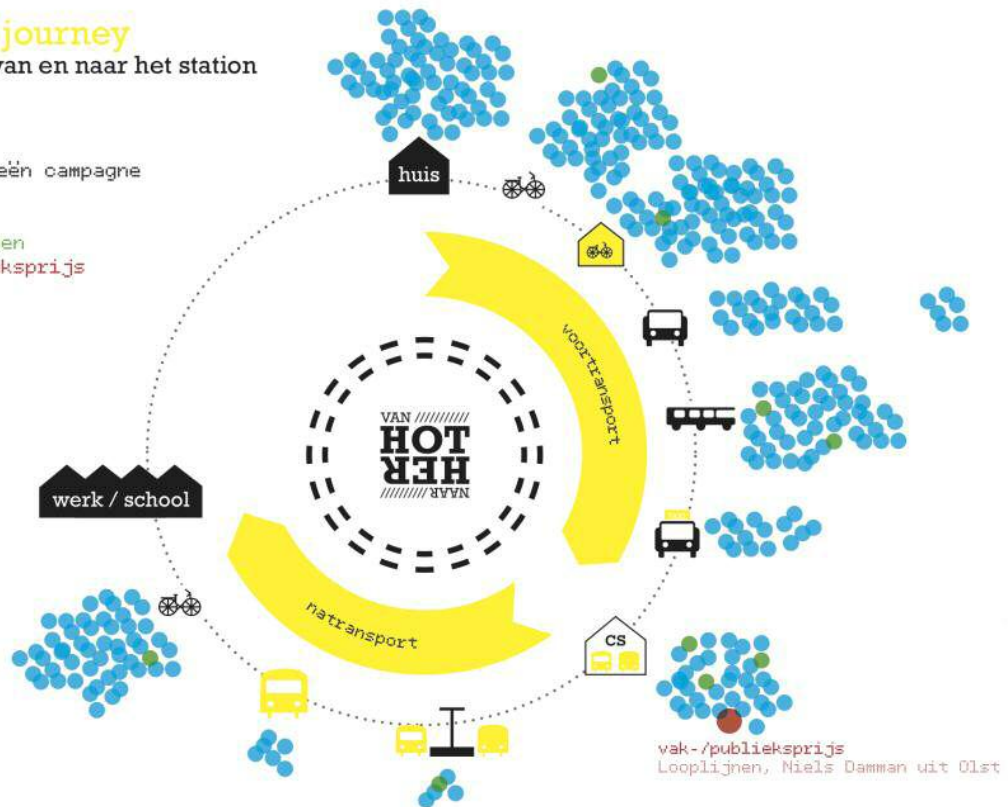 journey
van en naar het station
eën campagne
en
ksprijs
huis
voortransport
VAN //////////
HOT
HER
NAAR //////////
werk / school
TAXI
natransport
CS
vak-/publieksprijs
Looplijnen, Niels Damman uit Olst